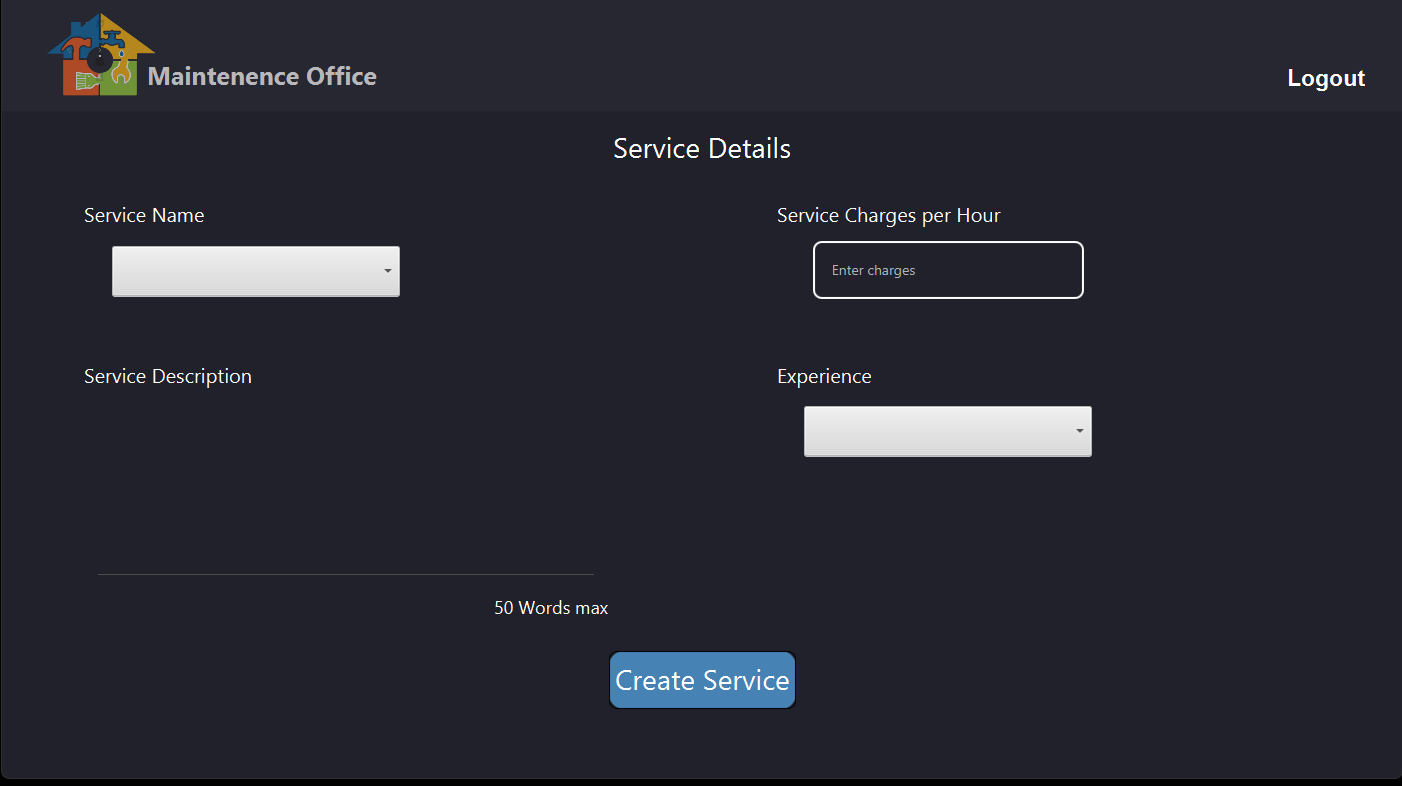 Maintenence Office
Logout
Service Details
Service Name
Service Charges per Hour
Enter charges
Service Description
Experience
50 Words max
Create Service